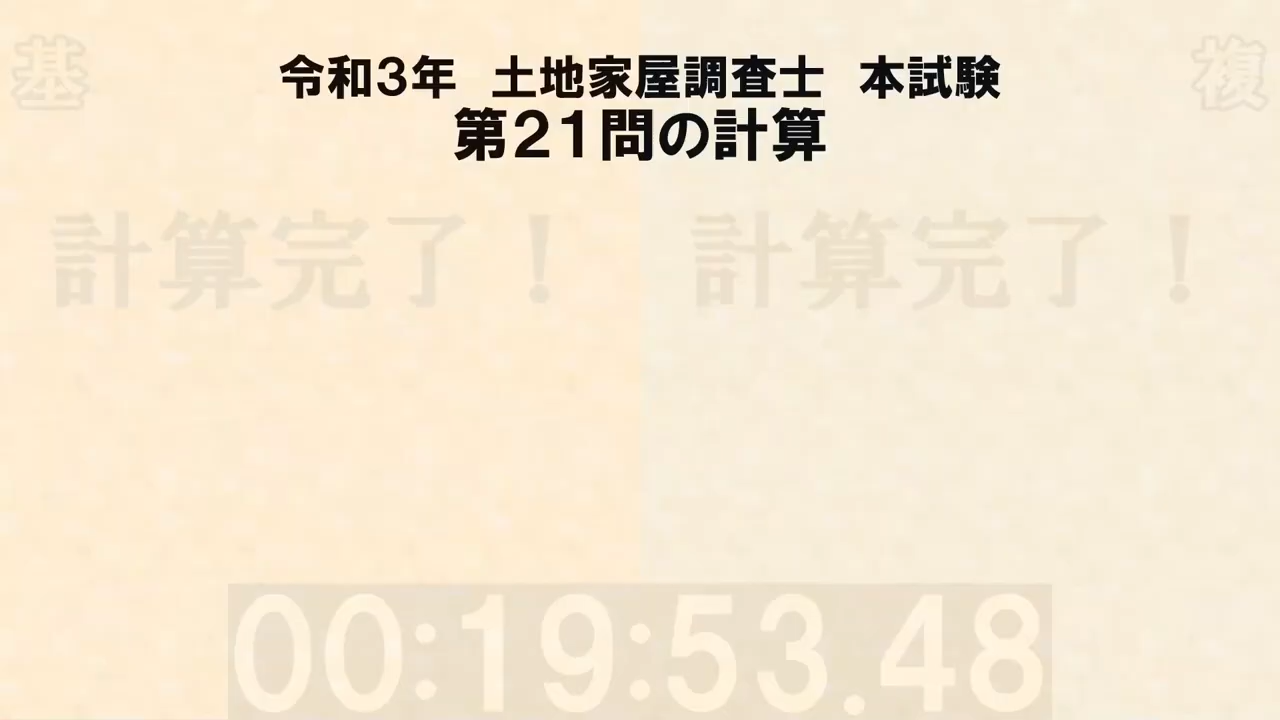 基 複
令和3年 土地家屋調査士 本試験
第21問の計算
計算完了! 計算完了!
00:19:53.48